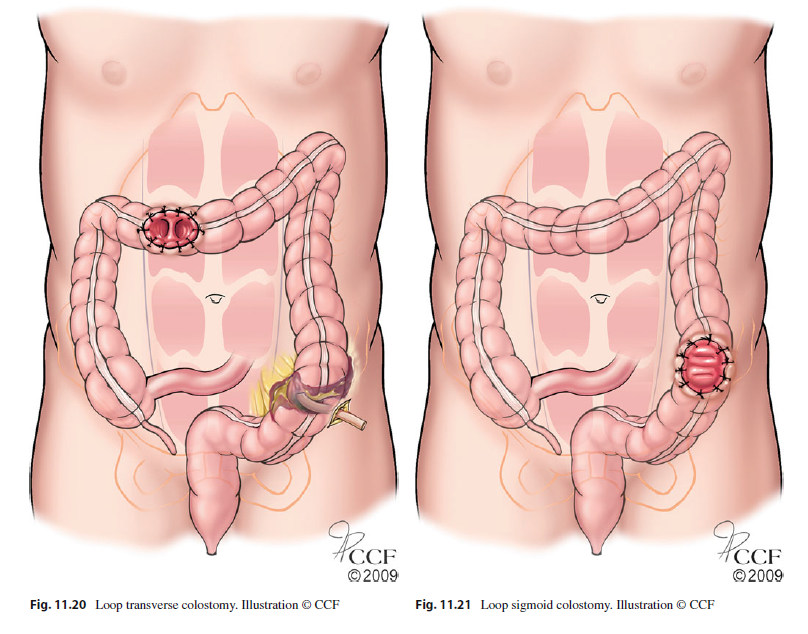 CCF
©2009
CCF
©2009
Fig. 11.20 Loop transverse colostomy. Illustration © CCF
Fig. 11.21 Loop sigmoid colostomy. Illustration © CCF